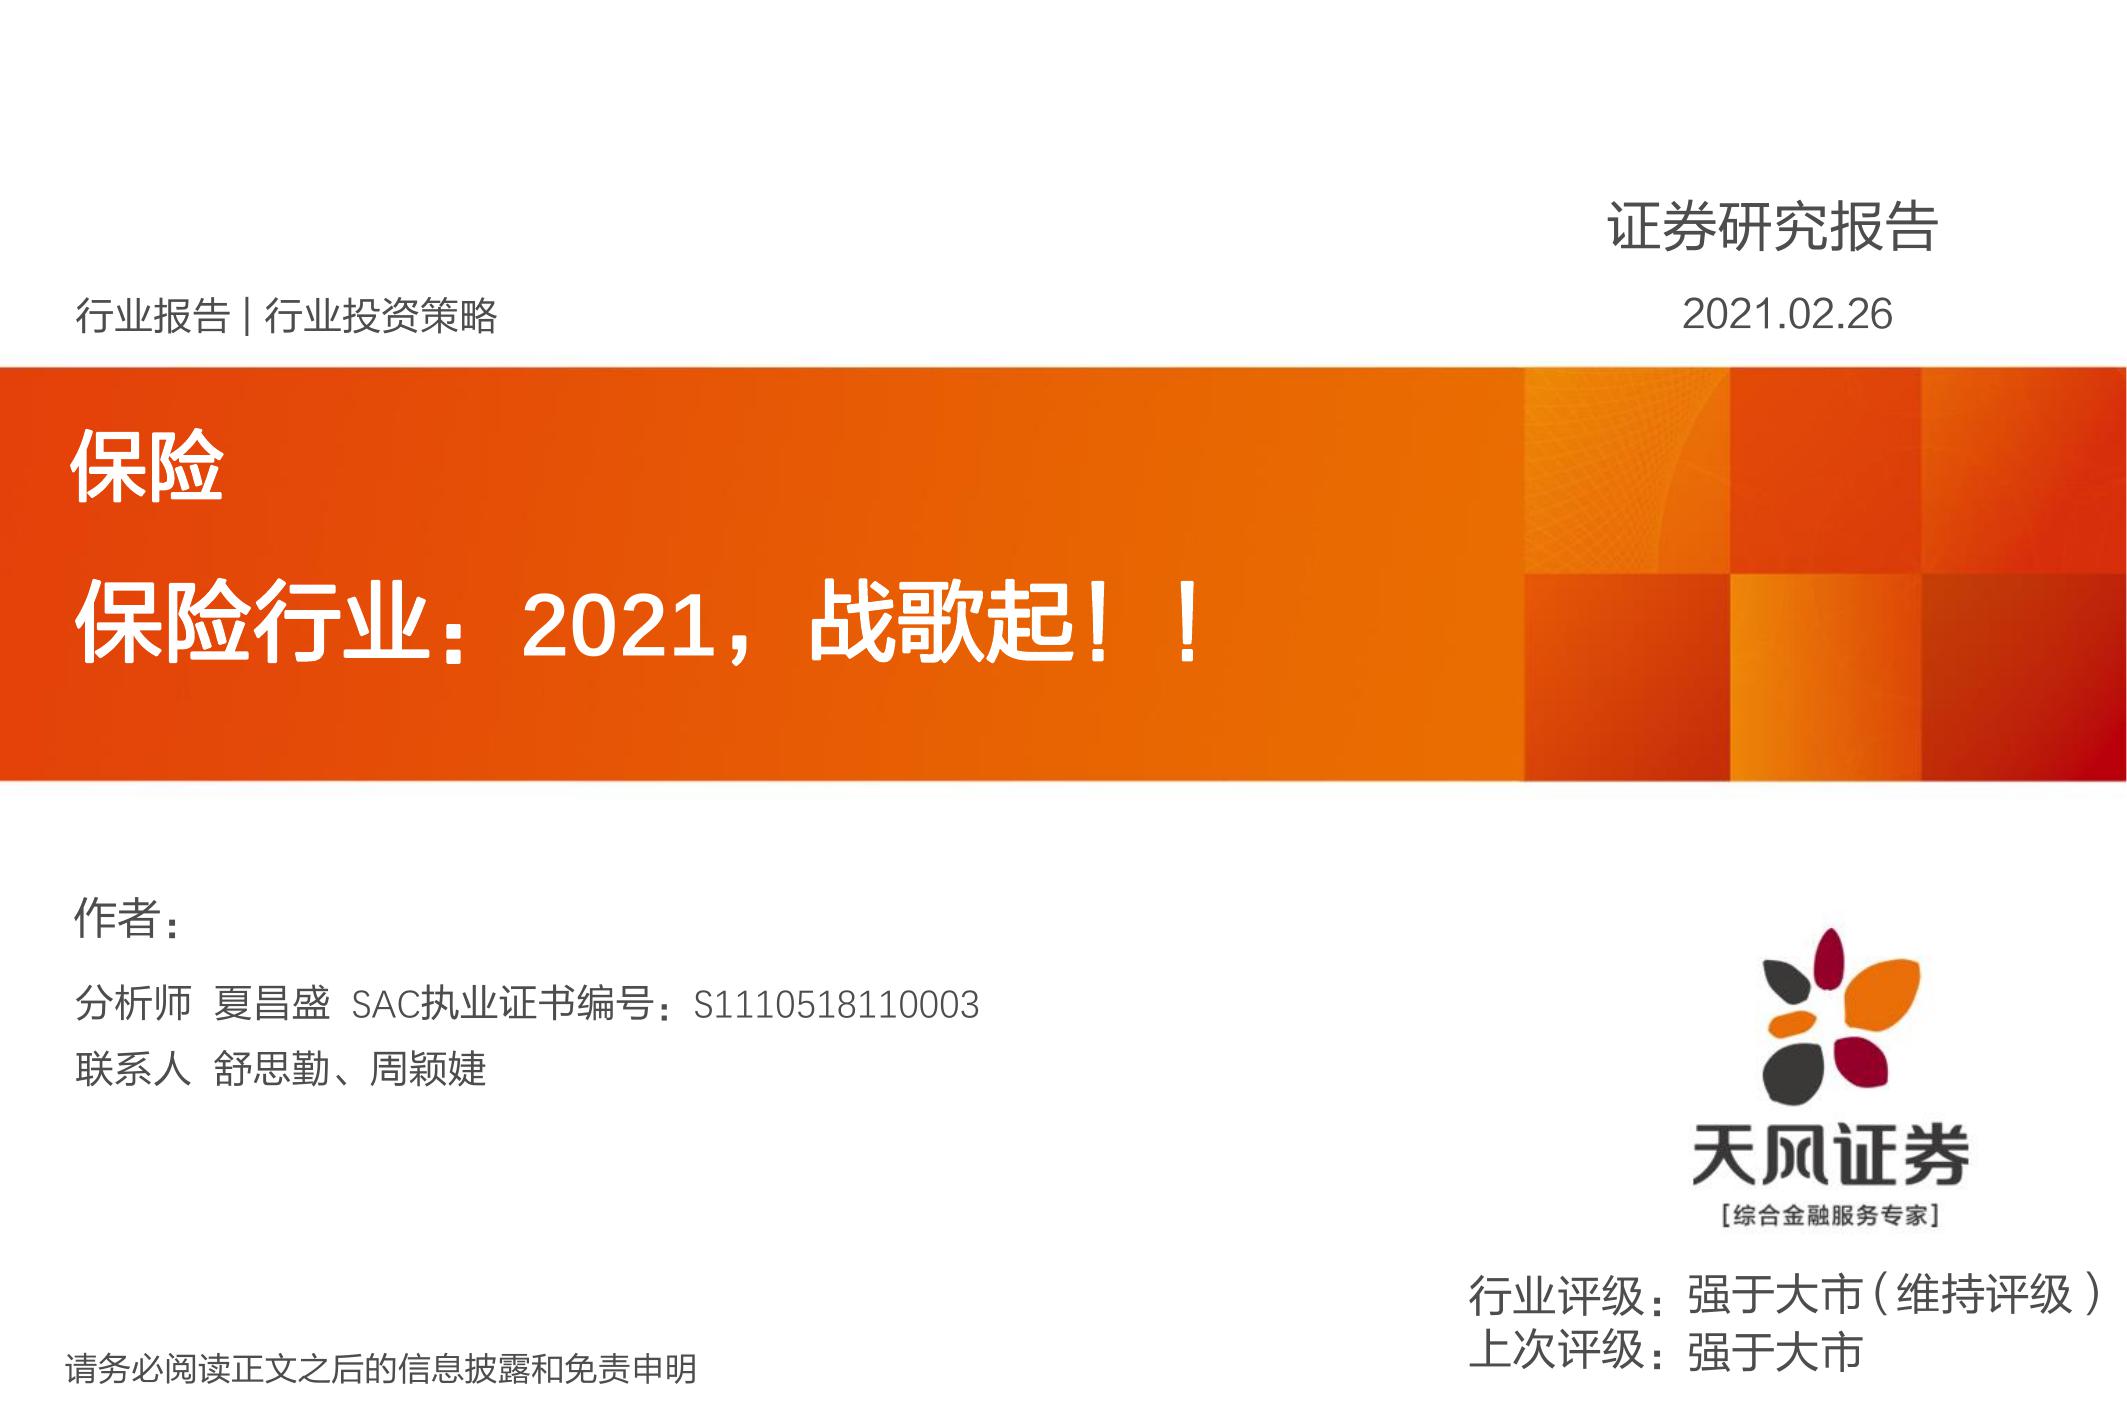 证券研究报告
行业报告 | 行业投资策略
2021.02.26
保险
保险行业：2021，战歌起！！
作者：
分析师 夏昌盛 SAC执业证书编号：S1110518110003
联系人 舒思勤、周颖婕
天风证券
[综合金融服务专家]
行业评级：强于大市（维持评级）
上次评级：强于大市
请务必阅读正文之后的信息披露和免责申明